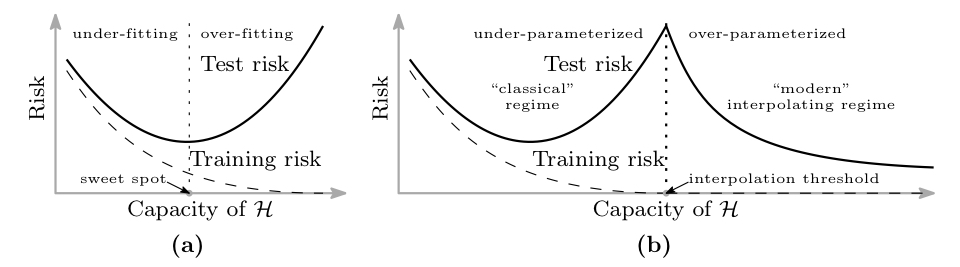 under-fitting
over-fitting
Test risk
Risk
Training risk
sweet spot
Capacity of ℋ
(a)
under-parameterized
over-parameterized
Test risk
“classical”
regime
“modern”
interpolating regime
Risk
Training risk
interpolation threshold
Capacity of ℋ
(b)